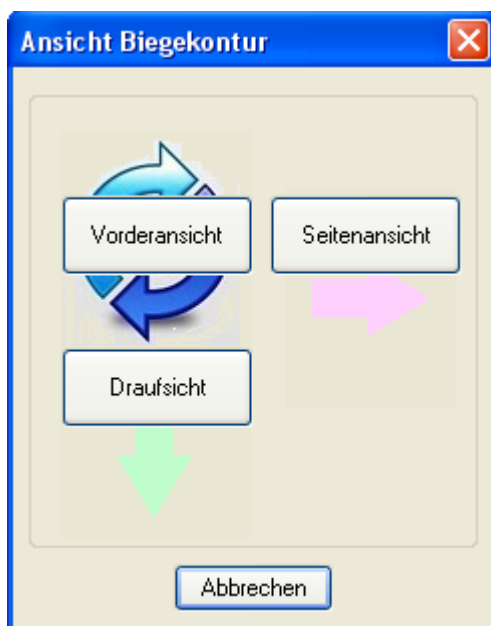 Ansicht Biegekontur
Vorderansicht
Seitenansicht
Draufsicht
Abbrechen